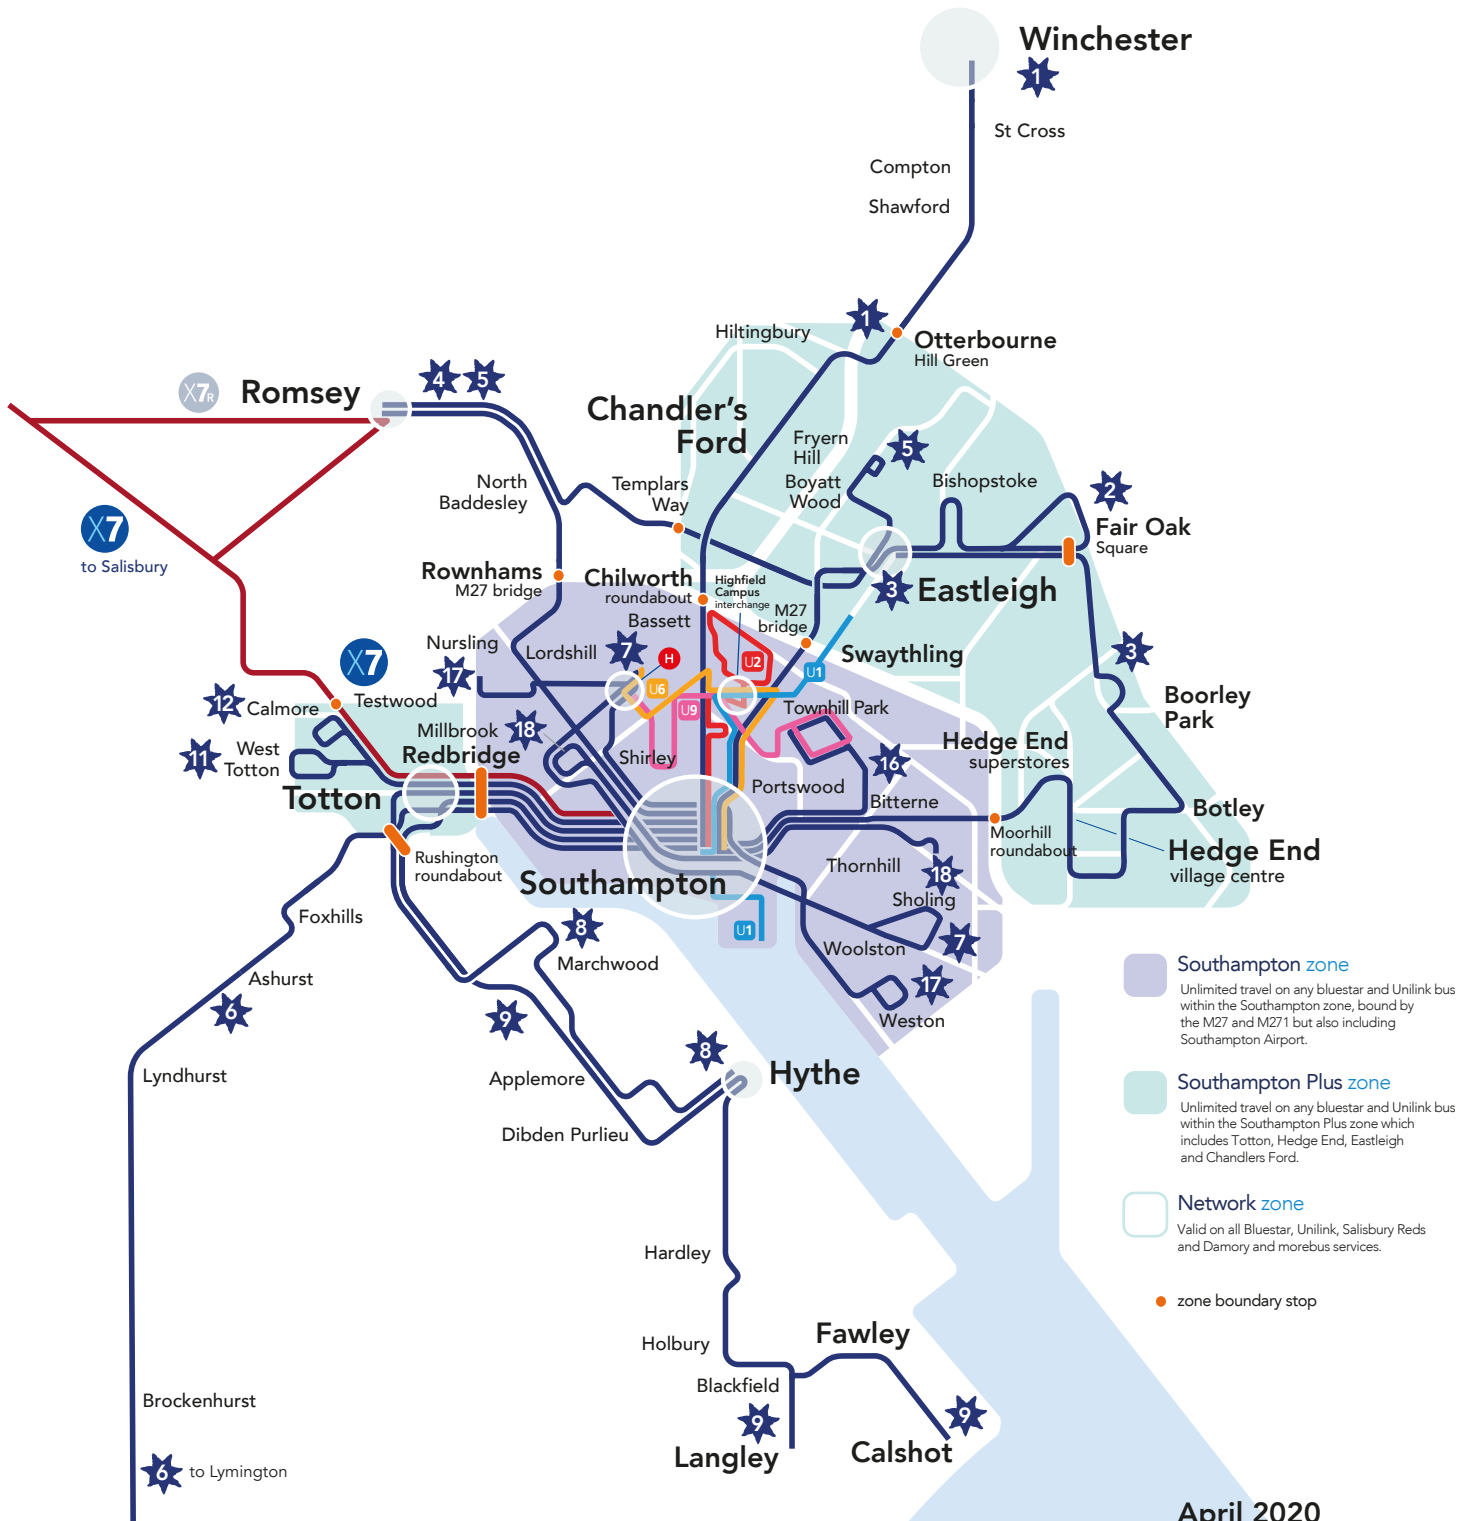 Winchester
1
St Cross
Compton
Shawford
1
Hiltingbury
Otterbourne
Hill Green
X7R
Romsey
4
5
Chandler's
Ford
Fryern
Hill
5
Boyatt
Wood
Bishopstoke
2
Fair Oak
Square
North
Baddesley
Templars
Way
X7
to Salisbury
Rownhams
M27 bridge
Chilworth
roundabout
Highfield
Campus
interchange
3
Eastleigh
M27
bridge
Bassett
Nursling
Lordshill
7
H
U2
U1
Swaythling
3
X7
17
U6
U9
Boorley
Park
12
Calmore
Testwood
Townhill Park
Millbrook
18
11
West
Totton
Redbridge
Shirley
Hedge End
superstores
16
Totton
Portswood
Bitterne
Botley
Moorhill
roundabout
Hedge End
village centre
Rushington
roundabout
Thornhill
18
Southampton
Sholing
Foxhills
8
U1
7
Woolston
Marchwood
Ashurst
17
6
9
Weston
8
Lyndhurst
Applemore
Hythe
Dibden Purlieu
Southampton zone
Unlimited travel on any bluestar and Unilink bus
within the Southampton zone, bound by
the M27 and M271 but also including
Southampton Airport.
Southampton Plus zone
Unlimited travel on any bluestar and Unilink bus
within the Southampton Plus zone which
includes Totton, Hedge End, Eastleigh
and Chandlers Ford.
Network zone
Valid on all Bluestar, Unilink, Salisbury Reds
and Damory and morebus services.
zone boundary stop
Hardley
Holbury
Fawley
Blackfield
9
9
Langley
Calshot
Brockenhurst
6
to Lymington
April 2020